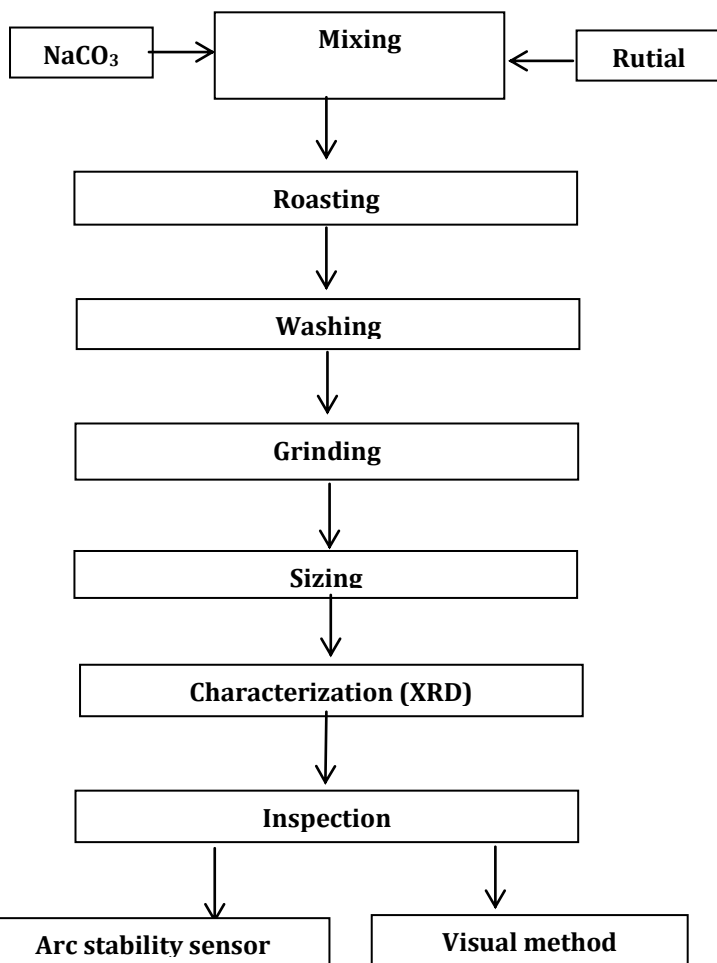 Mixing
NaCO₃
Rutial
Roasting
Washing
Grinding
Sizing
Characterization (XRD)
Inspection
Arc stability sensor
Visual method